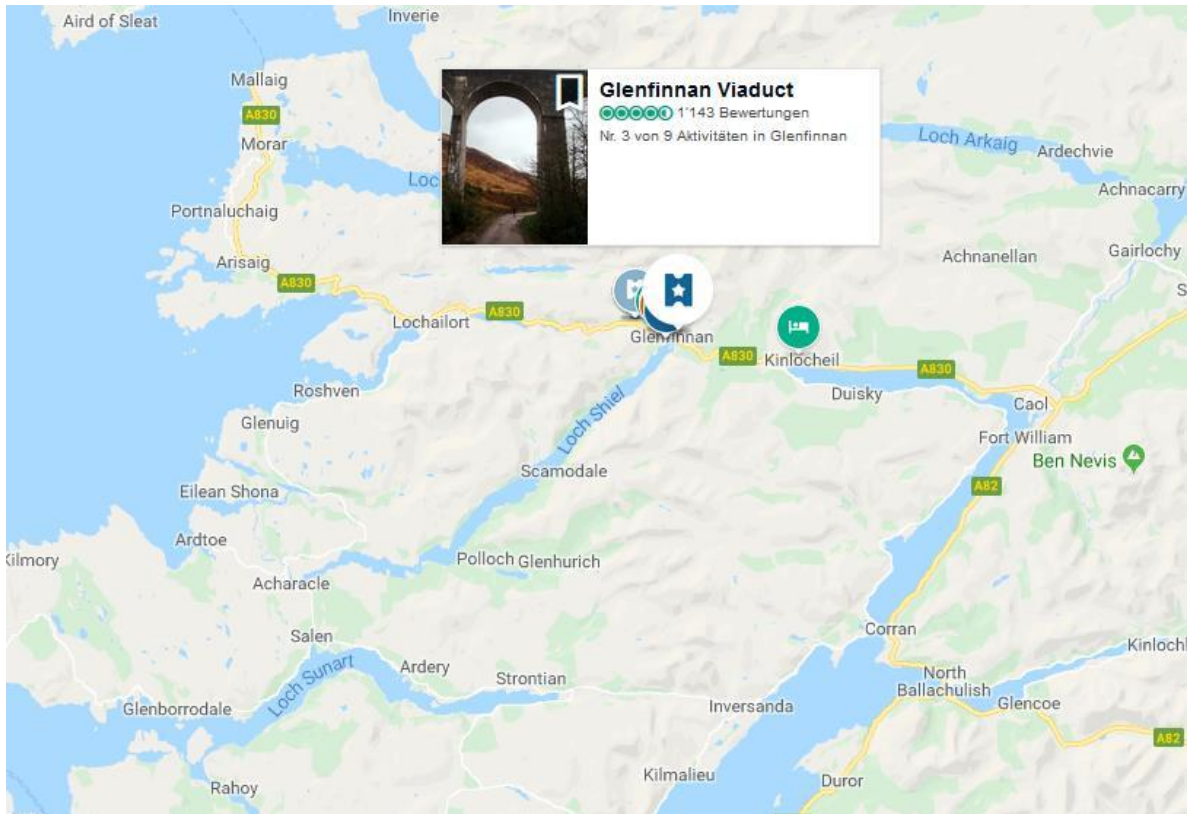 Inverie
Aird of Sleat
Mallaig
A830
Morar
Glenfinnan Viaduct
1'143 Bewertungen
Nr. 3 von 9 Aktivitäten in Glenfinnan
Loch Arkaig
Ardechvie
Loc
Achnacarry
Portnaluchaig
Arisaig
A830
Achnanellan
Gairlochy
S
A830
Lochailort
Glenfinnan
A830
Kinlocheil
A830
Roshven
Duisky
Caol
Loch Shiel
Glenuig
Fort William
Ben Nevis
Scamodale
A82
Eilean Shona
Ardtoe
Kilmory
Polloch
Glenhurich
Acharacle
Salen
Corran
Ardery
Loch Sunart
Strontian
North
Ballachulish
Kinlochl
Glenborrodale
Inversanda
Glencoe
A82
Kilmalieu
Duror
Rahoy